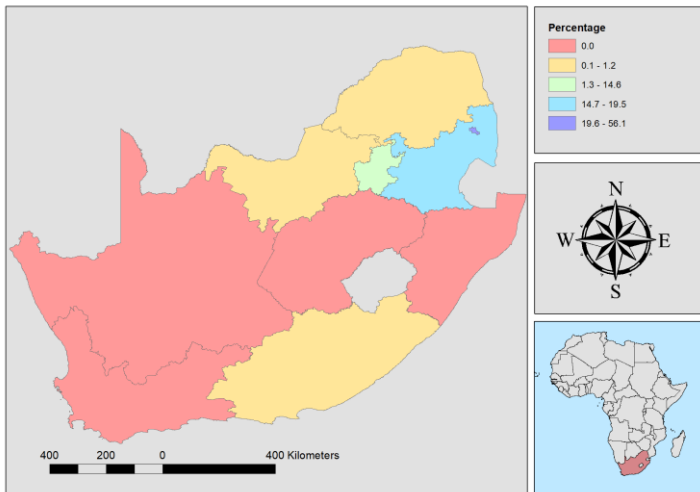 Percentage
0.0
0.1 - 1.2
1.3 - 14.6
14.7 - 19.5
19.6 - 56.1
N
W E
S
400 200 0 400 Kilometers